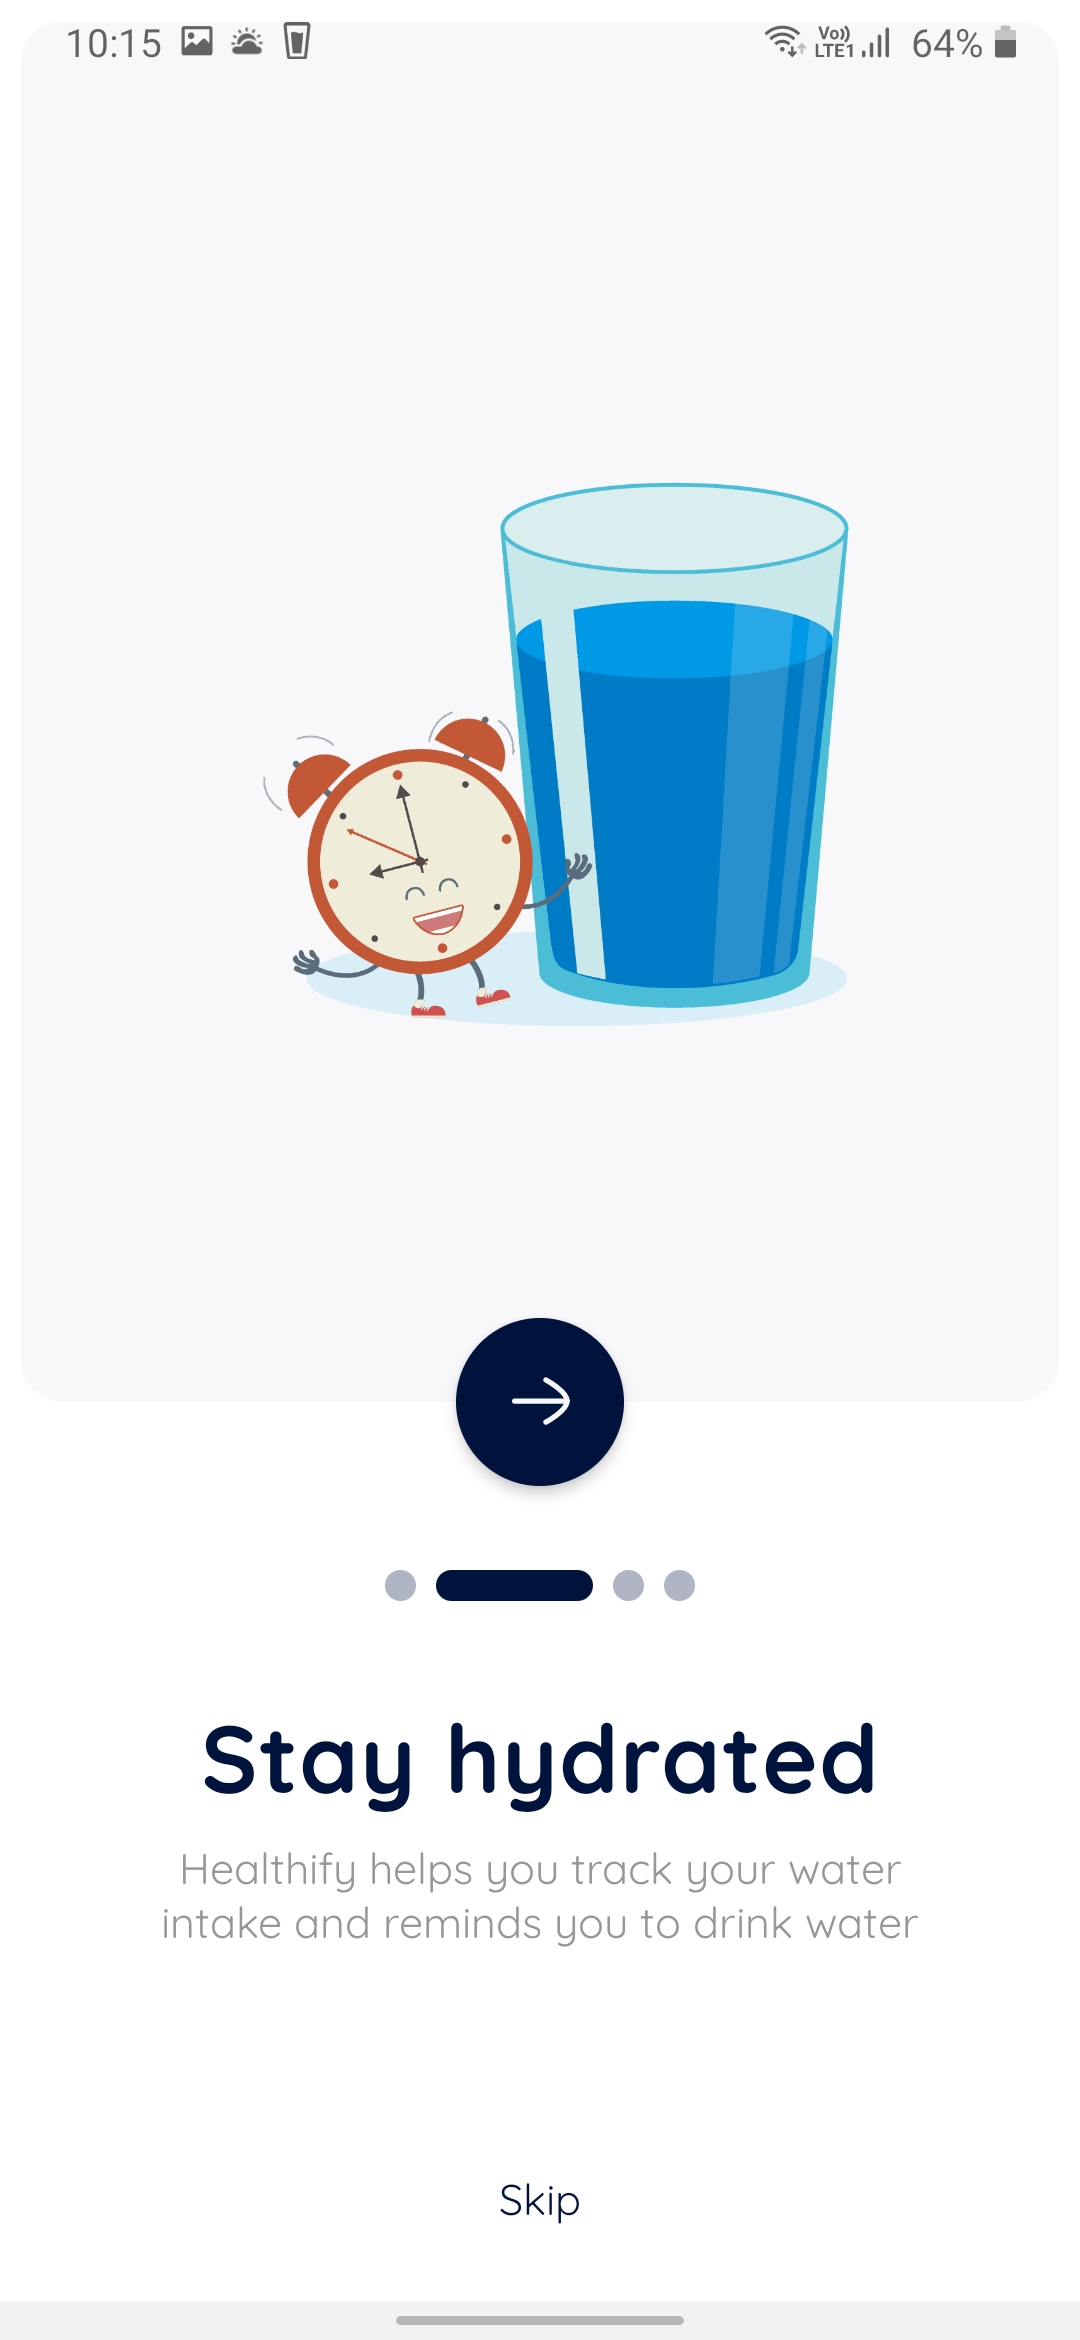 10:15 Vo)) LTE1 64%
Stay hydrated
Healthify helps you track your water
intake and reminds you to drink water
Skip